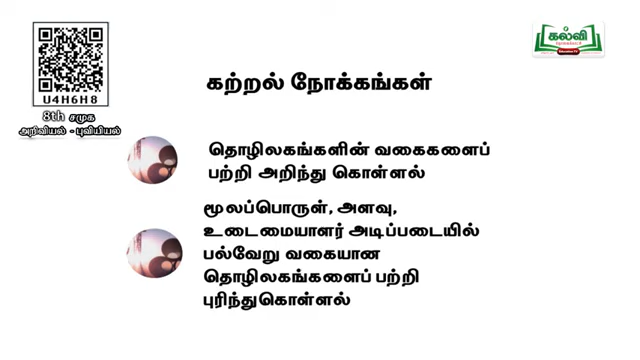 கல்வி
U4H6H8
8th சமூக
அறிவியல் - புவியியல்
கற்றல் நோக்கங்கள்
தொழிலகங்களின் வகைகளைப்
பற்றி அறிந்து கொள்ளல்
மூலப்பொருள், அளவு,
உடைமையாளர் அடிப்படையில்
பல்வேறு வகையான
தொழிலகங்களைப் பற்றி
புரிந்துகொள்ளல்